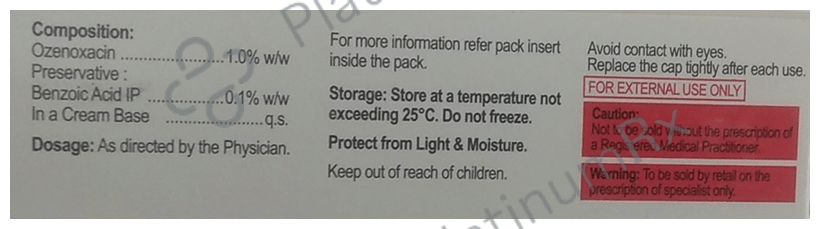 Composition:
Ozenoxacin ........................1.0% w/w
Preservative :
Benzoic Acid IP .................0.1% w/w
In a Cream Base ......................q.s.
Dosage: As directed by the Physician.
For more information refer pack insert
inside the pack.
Storage: Store at a temperature not
exceeding 25°C. Do not freeze.
Protect from Light & Moisture.
Keep out of reach of children.
Avoid contact with eyes.
Replace the cap tightly after each use.
FOR EXTERNAL USE ONLY
Caution:
Not to be sold without the prescription of
a Registered Medical Practitioner.
Warning: To be sold by retail on the
prescription of specialist only.
PlatinumRx